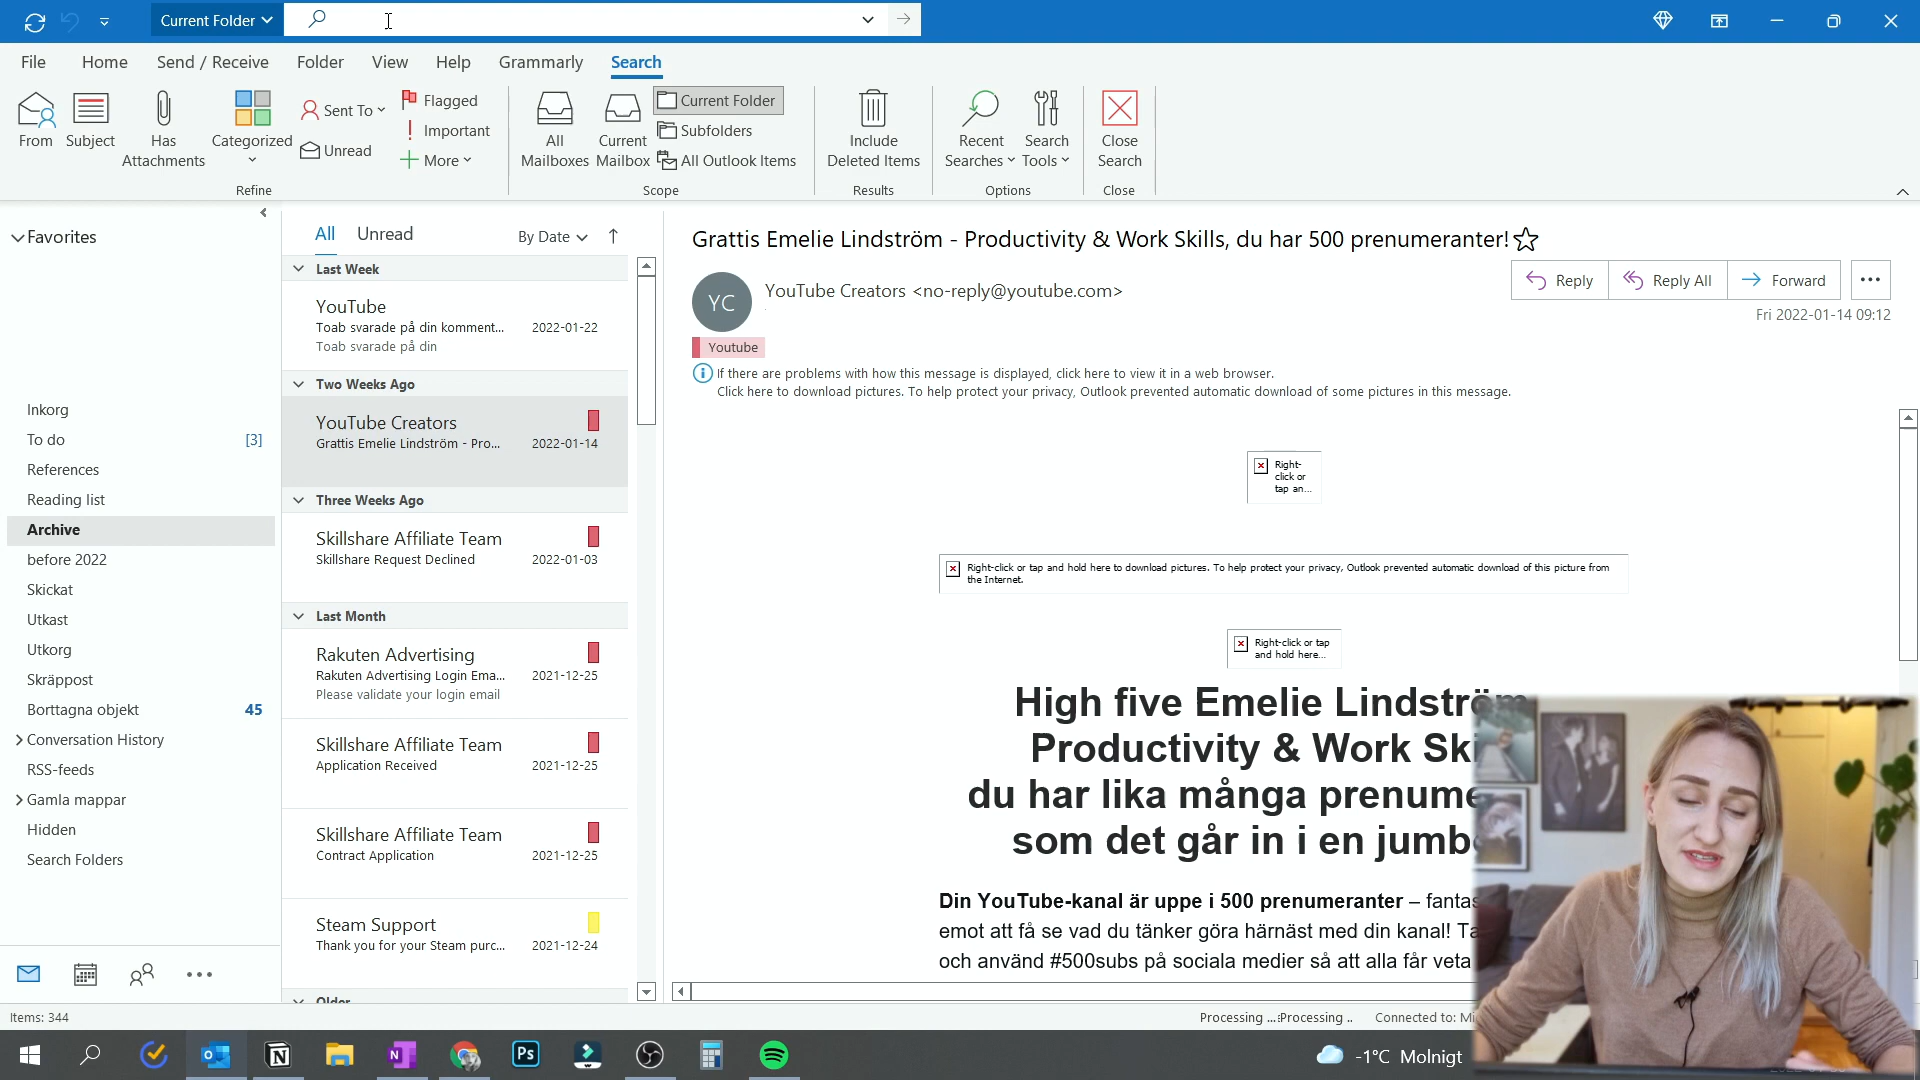 Current Folder
File Home Send / Receive Folder View Help Grammarly Search
From
Subject
Has
Attachments
Categorized
Sent To
Unread
Flagged
Important
More
Refine
All
Mailboxes
Current
Mailbox
Current Folder
Subfolders
All Outlook Items
Scope
Include
Deleted Items
Results
Recent
Searches
Search
Tools
Options
Close
Search
Close
Favorites
Inkorg
To do [3]
References
Reading list
Archive
before 2022
Skickat
Utkast
Utkorg
Skräppost
Borttagna objekt 45
Conversation History
RSS-feeds
Gamla mappar
Hidden
Search Folders
All Unread By Date
Last Week
YouTube
Toab svarade på din komment... 2022-01-22
Toab svarade på din
Two Weeks Ago
YouTube Creators
Grattis Emelie Lindström - Pro... 2022-01-14
Three Weeks Ago
Skillshare Affiliate Team
Skillshare Request Declined 2022-01-03
Last Month
Rakuten Advertising
Rakuten Advertising Login Ema... 2021-12-25
Please validate your login email
Skillshare Affiliate Team
Application Received 2021-12-25
Skillshare Affiliate Team
Contract Application 2021-12-25
Steam Support
Thank you for your Steam purc... 2021-12-24
Older
Grattis Emelie Lindström - Productivity & Work Skills, du har 500 prenumeranter!
YC
YouTube Creators <no-reply@youtube.com>
Reply Reply All Forward
Fri 2022-01-14 09:12
Youtube
If there are problems with how this message is displayed, click here to view it in a web browser.
Click here to download pictures. To help protect your privacy, Outlook prevented automatic download of some pictures in this message.
Right-
click or
tap an...
Right-click or tap and hold here to download pictures. To help protect your privacy, Outlook prevented automatic download of this picture from
the Internet.
Right-click or tap
and hold here...
High five Emelie Lindström
Productivity & Work Ski
du har lika många prenume
som det går in i en jumb
Din YouTube-kanal är uppe i 500 prenumeranter – fantas
emot att få se vad du tänker göra härnäst med din kanal! Ta
och använd #500subs på sociala medier så att alla får veta
Items: 344
Processing ...:Processing .. Connected to: Mi
N N Ps
-1°C Molnigt